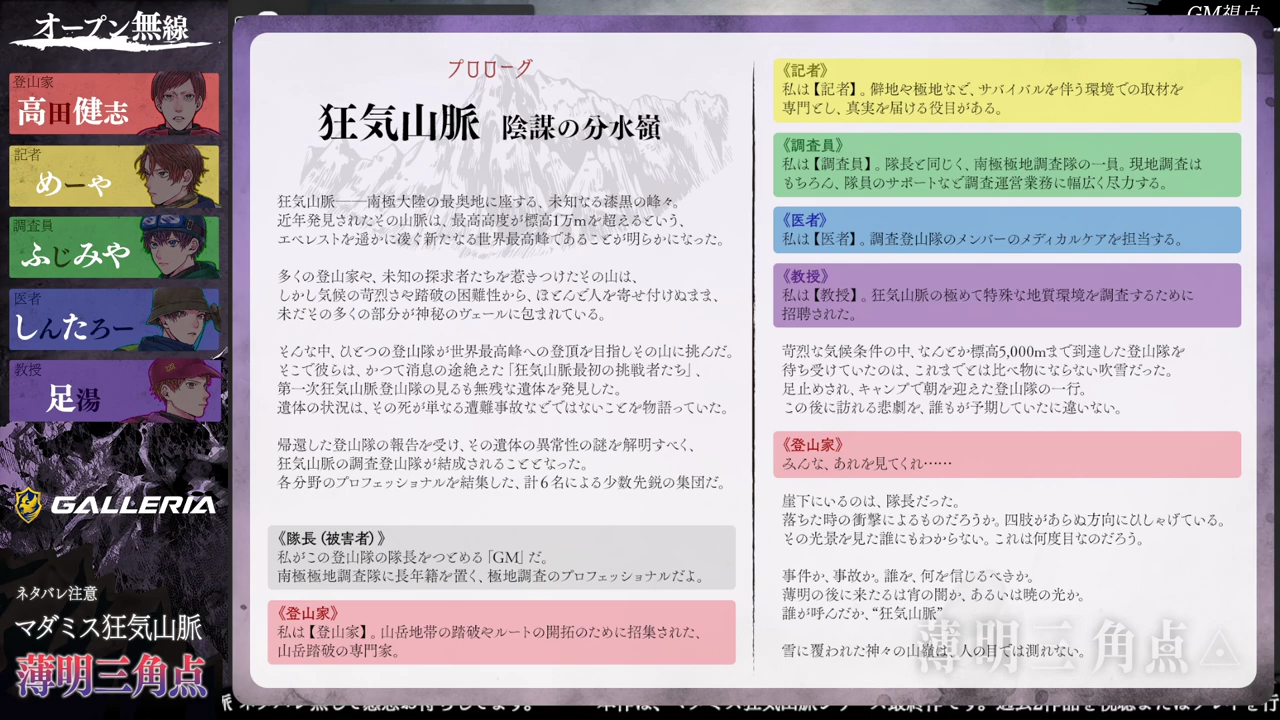 オープン無線
登山家
高田健志
記者
めーや
調査員
ふじみや
医者
しんたろー
教授
足湯
GALLERIA
ネタバレ注意
マダミス狂気山脈
薄明三角点
GM視点
プロローグ
狂気山脈 陰謀の分水嶺
狂気山脈――南極大陸の最奥地に座する、未知なる漆黒の峰々。
近年発見されたその山脈は、最高高度が標高1万mを超えるという、
エベレストを遥かに凌ぐ新たなる世界最高峰であることが明らかになった。
多くの登山家や、未知の探求者たちを惹きつけたその山は、
しかし気候の苛烈さや踏破の困難性から、ほとんど人を寄せ付けぬまま、
未だその多くの部分が神秘のヴェールに包まれている。
そんな中、ひとつの登山隊が世界最高峰への登頂を目指しその山に挑んだ。
そこで彼らは、かつて消息の途絶えた「狂気山脈最初の挑戦者たち」、
第一次狂気山脈登山隊の見るも無残な遺体を発見した。
遺体の状況は、その死が単なる遭難事故などではないことを物語っていた。
帰還した登山隊の報告を受け、その遺体の異常性の謎を解明すべく、
狂気山脈の調査登山隊が結成されることとなった。
各分野のプロフェッショナルを結集した、計6名による少数先鋭の集団だ。
《隊長（被害者）》
私がこの登山隊の隊長をつとめる「GM」だ。
南極極地調査隊に長年籍を置く、極地調査のプロフェッショナルだよ。
《登山家》
私は【登山家】。山岳地帯の踏破やルートの開拓のために招集された、
山岳踏破の専門家。
《記者》
私は【記者】。僻地や極地など、サバイバルを伴う環境での取材を
専門とし、真実を届ける役目がある。
《調査員》
私は【調査員】。隊長と同じく、南極極地調査隊の一員。現地調査は
もちろん、隊員のサポートなど調査運営業務に幅広く尽力する。
《医者》
私は【医者】。調査登山隊のメンバーのメディカルケアを担当する。
《教授》
私は【教授】。狂気山脈の極めて特殊な地質環境を調査するために
招聘された。
苛烈な気候条件の中、なんとか標高5,000mまで到達した登山隊を
待ち受けていたのは、これまでとは比べ物にならない吹雪だった。
足止めされ、キャンプで朝を迎えた登山隊の一行。
この後に訪れる悲劇を、誰もが予期していたに違いない。
《登山家》
みんな、あれを見てくれ……
崖下にいるのは、隊長だった。
落ちた時の衝撃によるものだろうか。四肢があらぬ方向にひしゃげている。
その光景を見た誰にもわからない。これは何度目なのだろう。
事件か、事故か。誰を、何を信じるべきか。
薄明の後に来たるは宵の闇か、あるいは暁の光か。
誰が呼んだか、“狂気山脈”
雪に覆われた神々の山嶺は、人の目では測れない。
薄明三角点